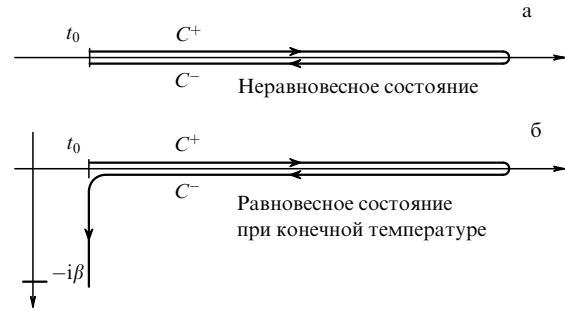 а
t₀ C⁺
C⁻
Неравновесное состояние
б
t₀ C⁺
C⁻
Равновесное состояние
при конечной температуре
−iβ